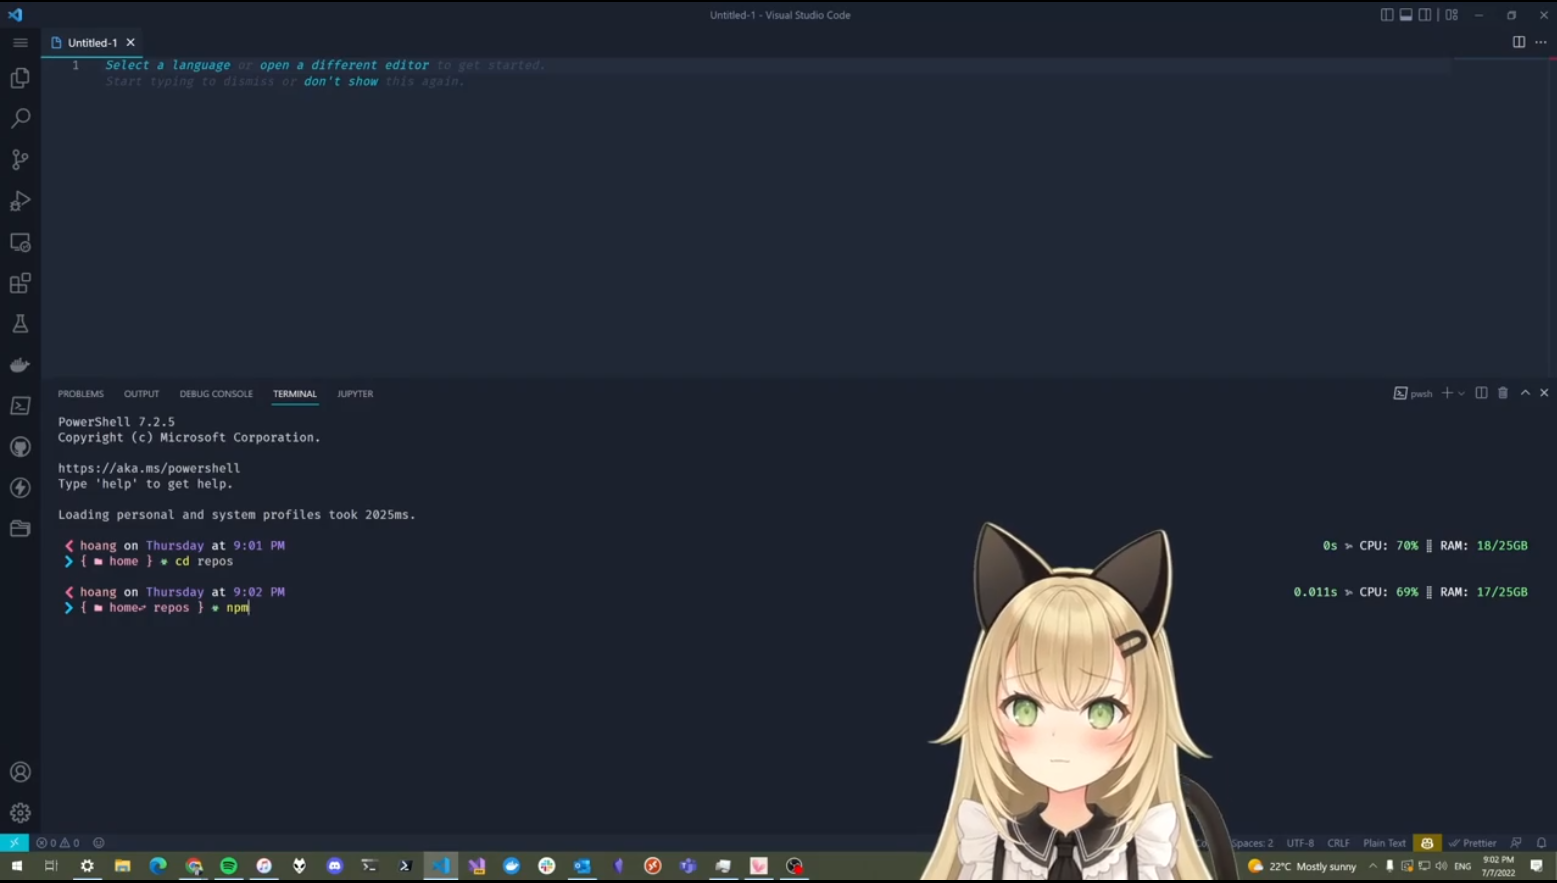 Untitled-1 - Visual Studio Code
Untitled-1
1 Select a language or open a different editor to get started.
Start typing to dismiss or don't show this again.
PROBLEMS OUTPUT DEBUG CONSOLE TERMINAL JUPYTER
pwsh
PowerShell 7.2.5
Copyright (c) Microsoft Corporation.
https://aka.ms/powershell
Type 'help' to get help.
Loading personal and system profiles took 2025ms.
hoang on Thursday at 9:01 PM 0s CPU: 70% RAM: 18/25GB
{ home } cd repos
hoang on Thursday at 9:02 PM 0.011s CPU: 69% RAM: 17/25GB
{ home repos } npm
0 0 Spaces: 2 UTF-8 CRLF Plain Text Prettier
22°C Mostly sunny ENG 9:02 PM
7/7/2022